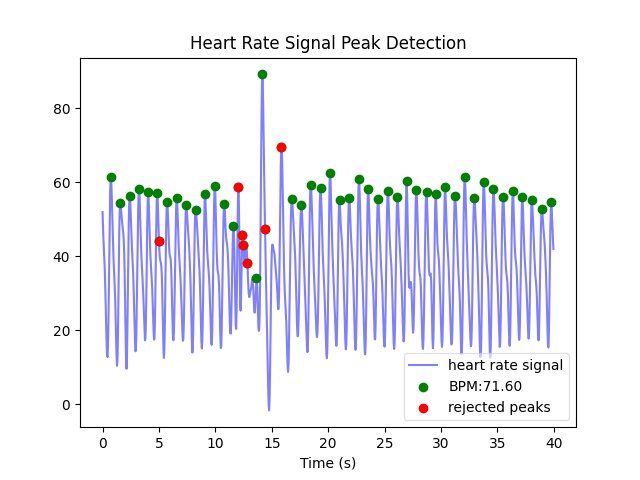 Heart Rate Signal Peak Detection
80
60
40
20
0
heart rate signal
BPM:71.60
rejected peaks
0 5 10 15 20 25 30 35 40
Time (s)